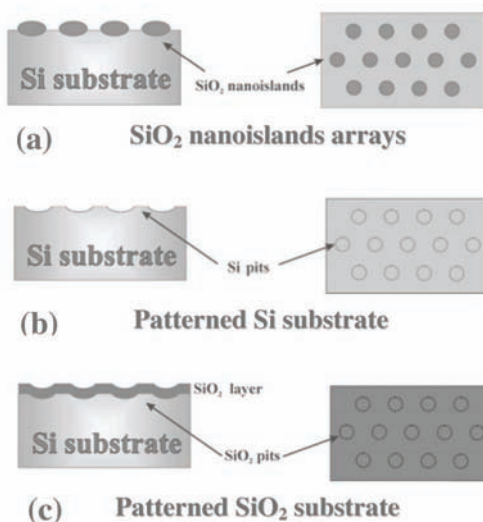 Si substrate
SiO₂ nanoislands
(a) SiO₂ nanoislands arrays
Si substrate
Si pits
(b) Patterned Si substrate
SiO₂ layer
Si substrate
SiO₂ pits
(c) Patterned SiO₂ substrate